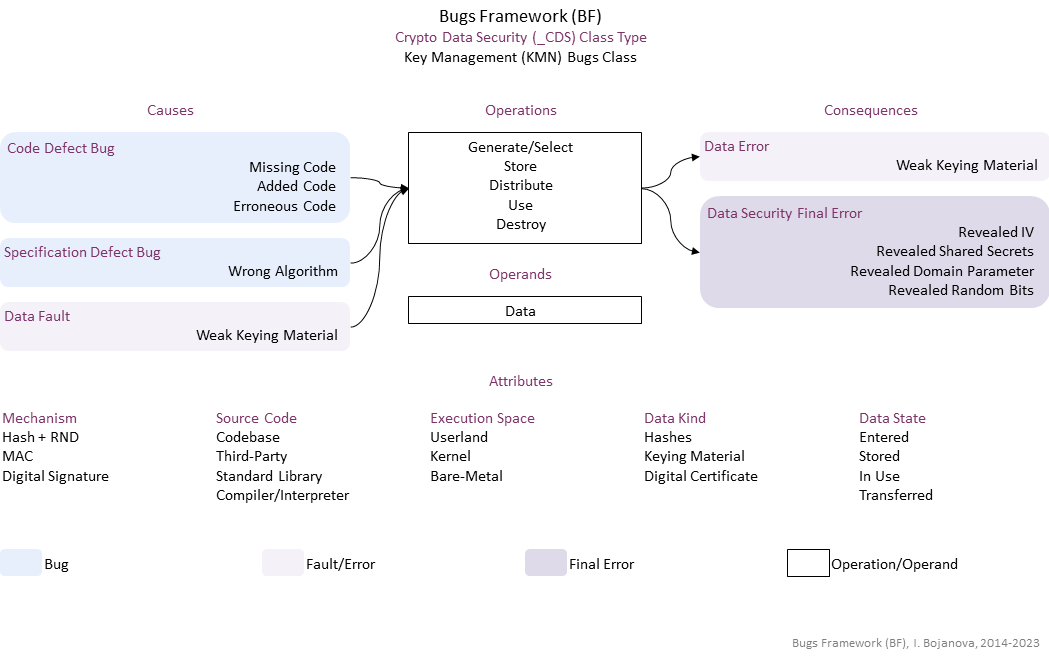 Bugs Framework (BF)
Crypto Data Security (_CDS) Class Type
Key Management (KMN) Bugs Class
Causes
Code Defect Bug
Missing Code
Added Code
Erroneous Code
Specification Defect Bug
Wrong Algorithm
Data Fault
Weak Keying Material
Operations
Generate/Select
Store
Distribute
Use
Destroy
Operands
Data
Consequences
Data Error
Weak Keying Material
Data Security Final Error
Revealed IV
Revealed Shared Secrets
Revealed Domain Parameter
Revealed Random Bits
Attributes
Mechanism
Hash + RND
MAC
Digital Signature
Source Code
Codebase
Third-Party
Standard Library
Compiler/Interpreter
Execution Space
Userland
Kernel
Bare-Metal
Data Kind
Hashes
Keying Material
Digital Certificate
Data State
Entered
Stored
In Use
Transferred
Bug
Fault/Error
Final Error
Operation/Operand
Bugs Framework (BF), I. Bojanova, 2014-2023